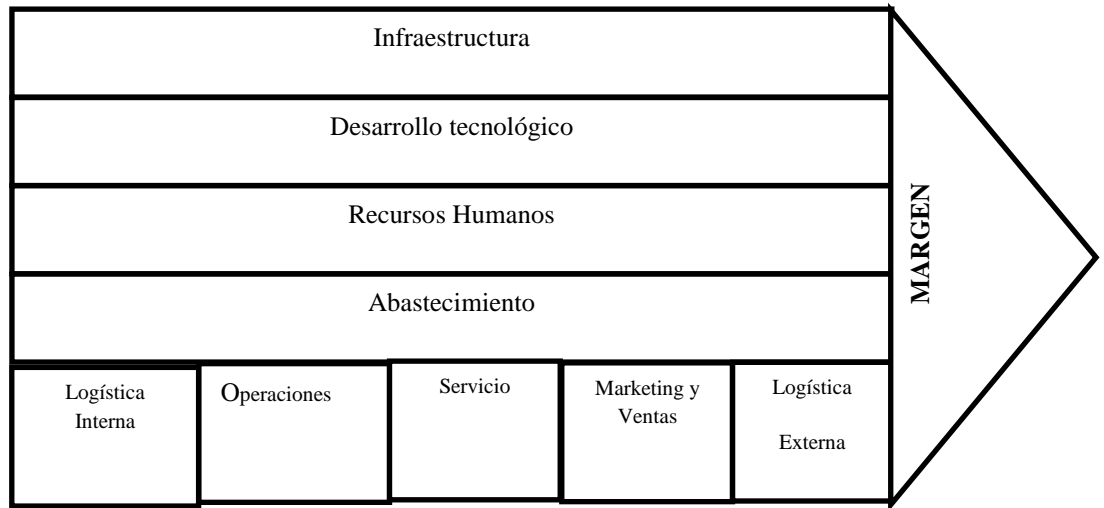 Infraestructura
Desarrollo tecnológico
Recursos Humanos
Abastecimiento
MARGEN
Logística
Interna
Operaciones
Servicio
Marketing y
Ventas
Logística
Externa